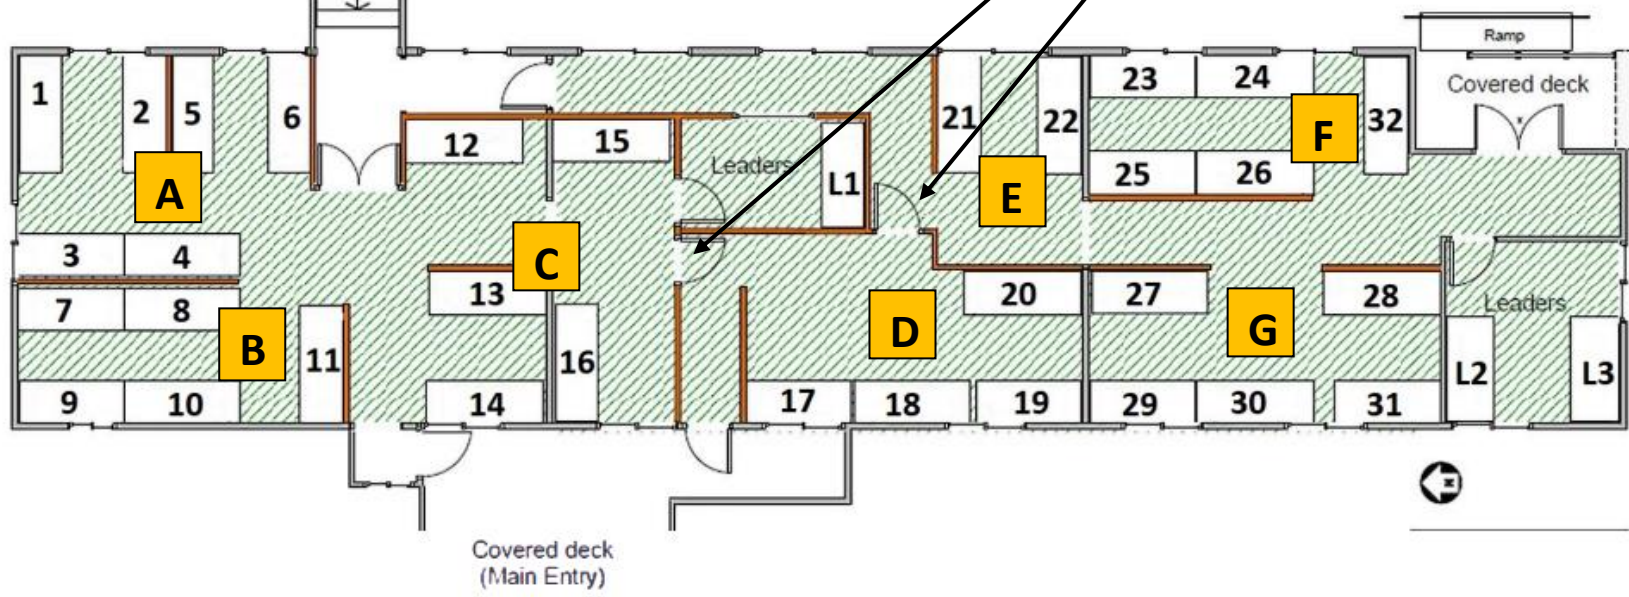 Ramp
23 24
Covered deck
1 2 5 6
21 22 F 32
12 15
Leaders L1
25 26
A E
3 4 C
13 20 27 28
7 8 Leaders
B D G
11 16 L2 L3
9 10 14 17 18 19 29 30 31
N
Covered deck
(Main Entry)